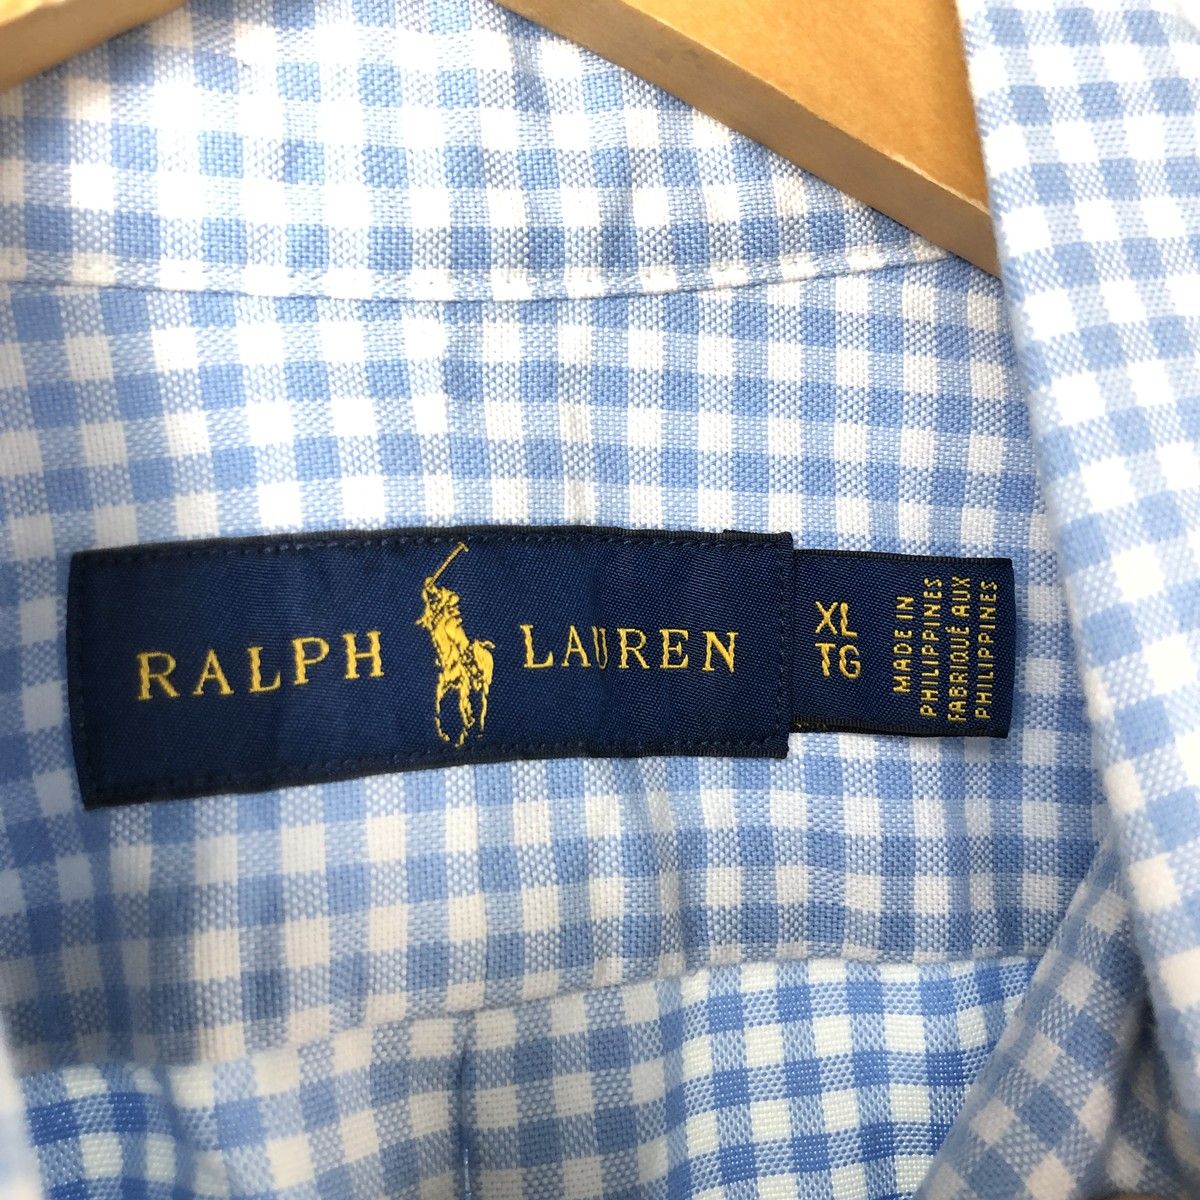 RALPH LAUREN
XL
TG
MADE IN
PHILIPPINES
FABRIQUÉ AUX
PHILIPPINES